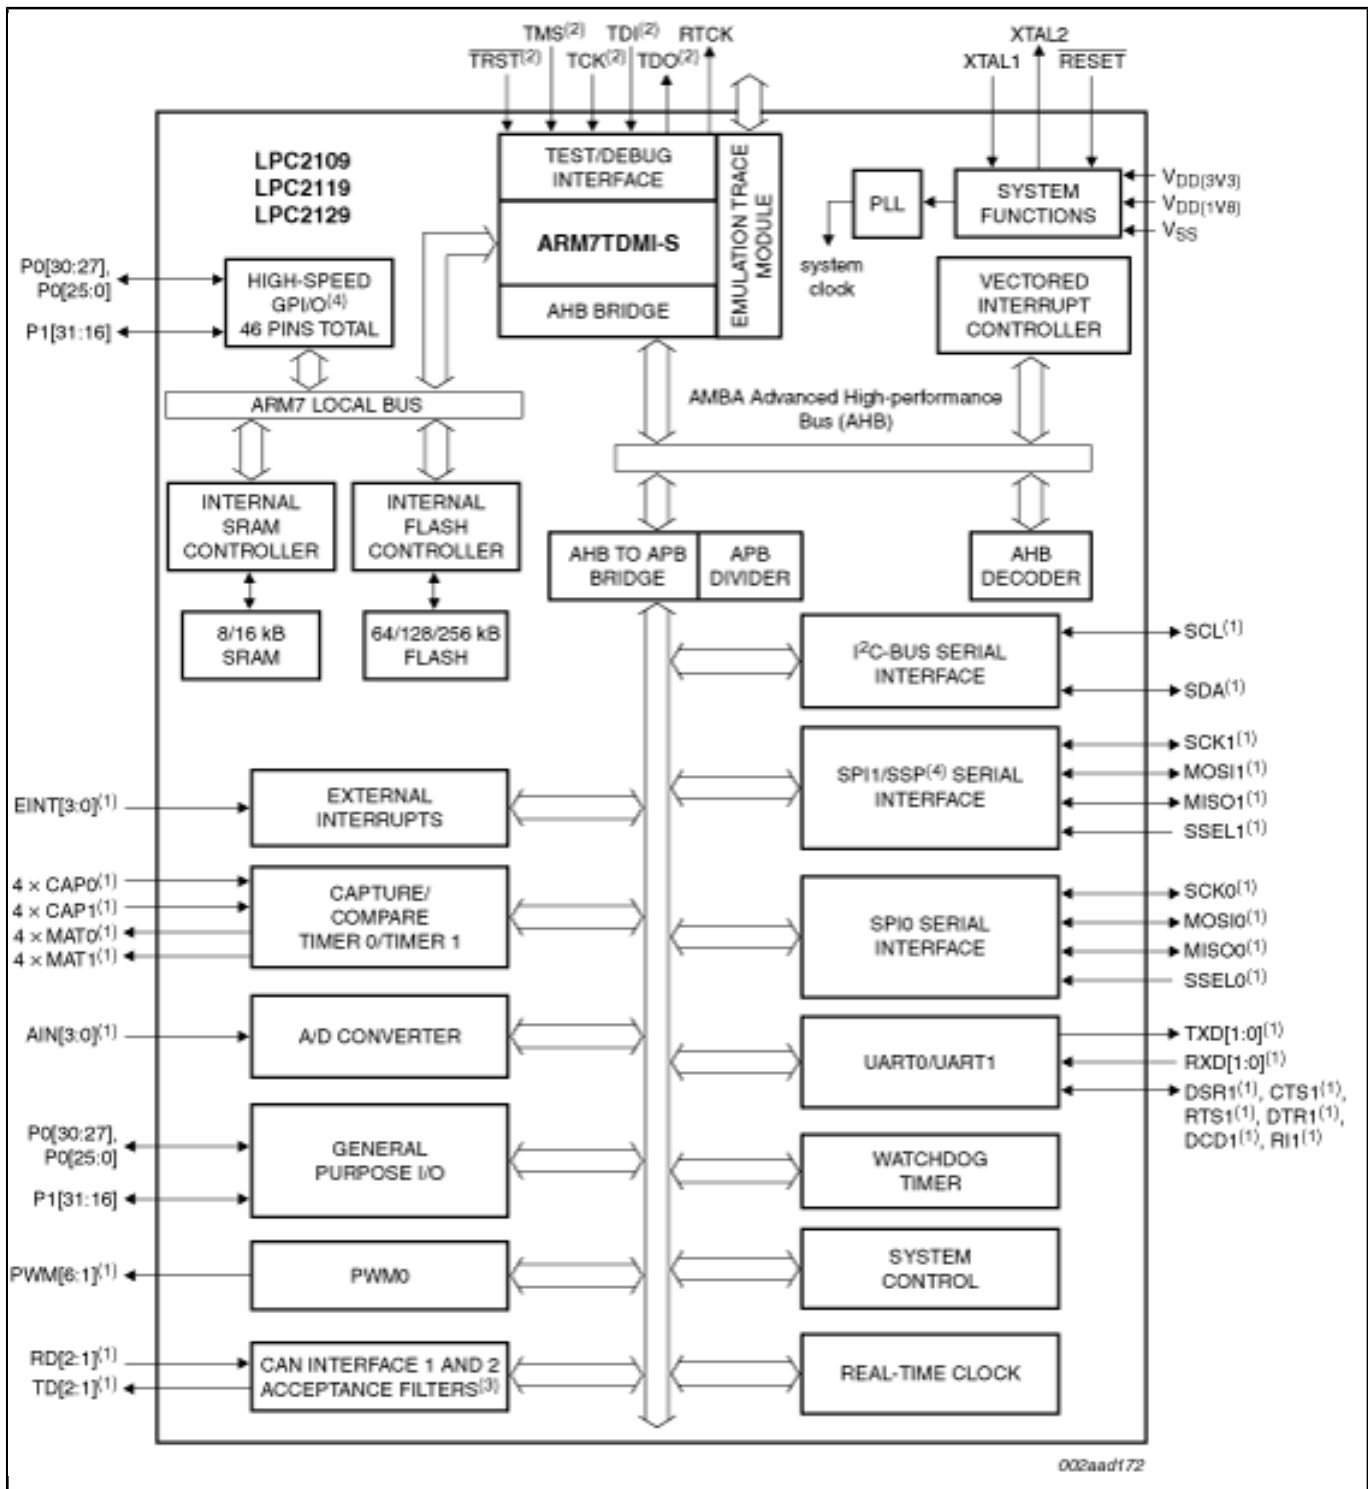 TMS(2) TDI(2) RTCK
TRST(2) TCK(2) TDO(2)
XTAL2
XTAL1 RESET
LPC2109
LPC2119
LPC2129
TEST/DEBUG
INTERFACE
ARM7TDMI-S
AHB BRIDGE
EMULATION TRACE
MODULE
PLL
system
clock
SYSTEM
FUNCTIONS
VDD(3V3)
VDD(1V8)
VSS
P0[30:27],
P0[25:0]
P1[31:16]
HIGH-SPEED
GPI/O(4)
46 PINS TOTAL
VECTORED
INTERRUPT
CONTROLLER
ARM7 LOCAL BUS
AMBA Advanced High-performance
Bus (AHB)
INTERNAL
SRAM
CONTROLLER
INTERNAL
FLASH
CONTROLLER
8/16 kB
SRAM
64/128/256 kB
FLASH
AHB TO APB
BRIDGE
APB
DIVIDER
AHB
DECODER
I2C-BUS SERIAL
INTERFACE
SCL(1)
SDA(1)
SPI1/SSP(4) SERIAL
INTERFACE
SCK1(1)
MOSI1(1)
MISO1(1)
SSEL1(1)
EINT[3:0](1)
EXTERNAL
INTERRUPTS
4 × CAP0(1)
4 × CAP1(1)
4 × MAT0(1)
4 × MAT1(1)
CAPTURE/
COMPARE
TIMER 0/TIMER 1
SPI0 SERIAL
INTERFACE
SCK0(1)
MOSI0(1)
MISO0(1)
SSEL0(1)
AIN[3:0](1)
A/D CONVERTER
UART0/UART1
TXD[1:0](1)
RXD[1:0](1)
DSR1(1), CTS1(1),
RTS1(1), DTR1(1),
DCD1(1), RI1(1)
P0[30:27],
P0[25:0]
P1[31:16]
GENERAL
PURPOSE I/O
WATCHDOG
TIMER
PWM[6:1](1)
PWM0
SYSTEM
CONTROL
RD[2:1](1)
TD[2:1](1)
CAN INTERFACE 1 AND 2
ACCEPTANCE FILTERS(3)
REAL-TIME CLOCK
002aad172